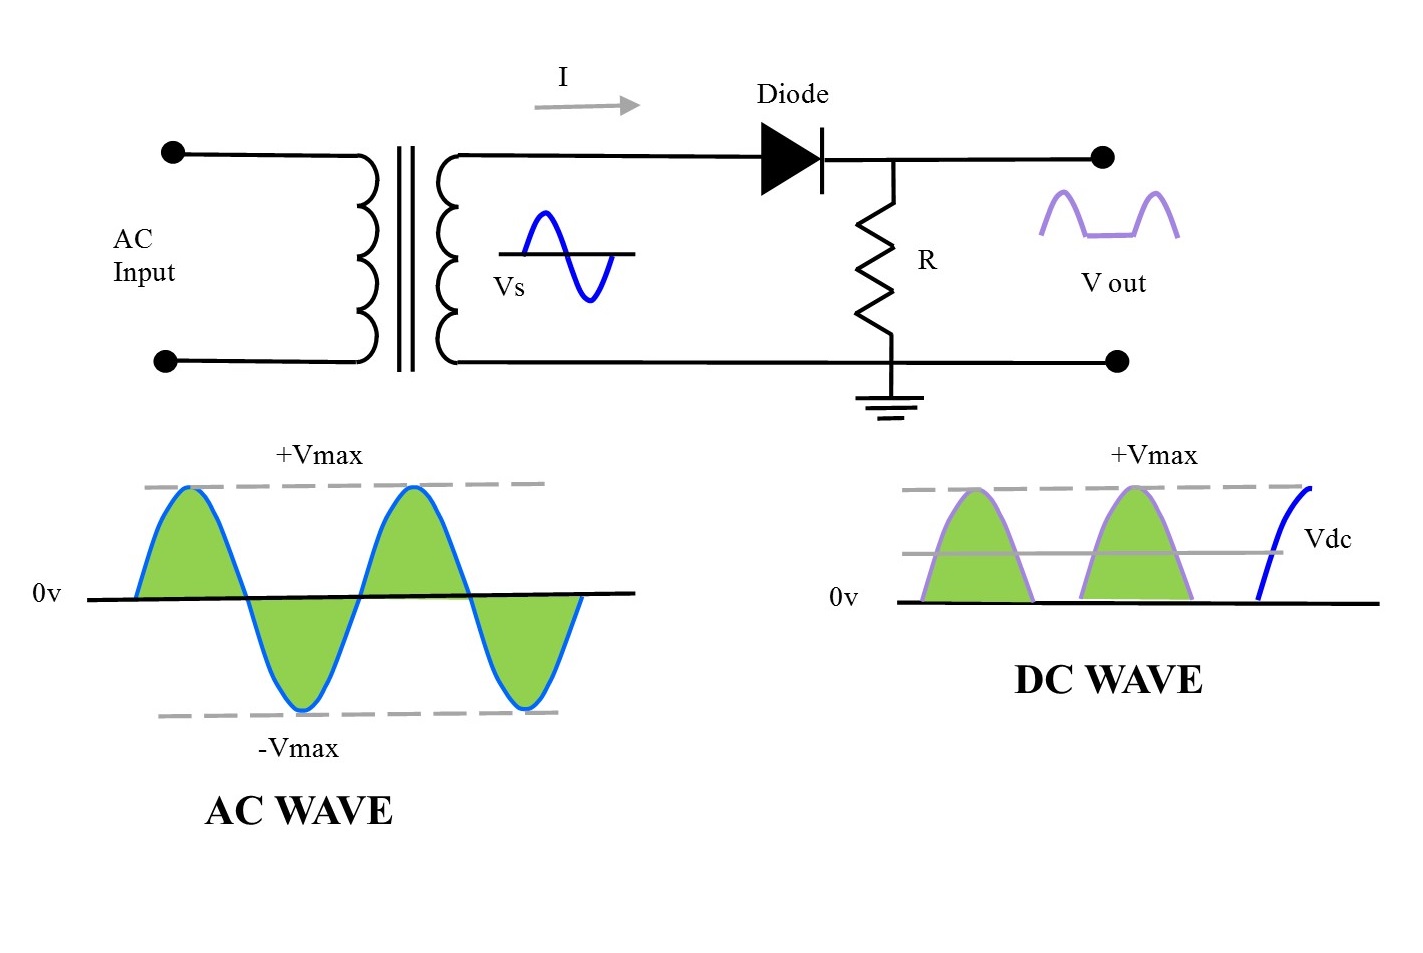 I
Diode
AC
Input
Vs
R
V out
+Vmax
0v
-Vmax
AC WAVE
+Vmax
Vdc
0v
DC WAVE